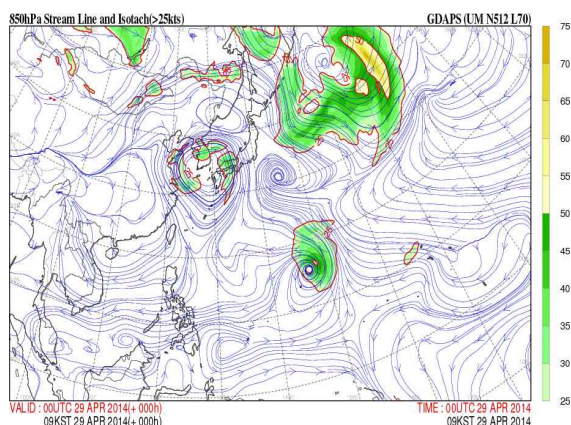 850hPa Stream Line and Isotach(>25kts)
GDAPS (UM N512 L70)
75
70
65
60
55
50
45
40
35
30
25
VALID : 00UTC 29 APR 2014(+ 000h)
TIME : 00UTC 29 APR 2014
09KST 29 APR 2014(+ 000h)
09KST 29 APR 2014